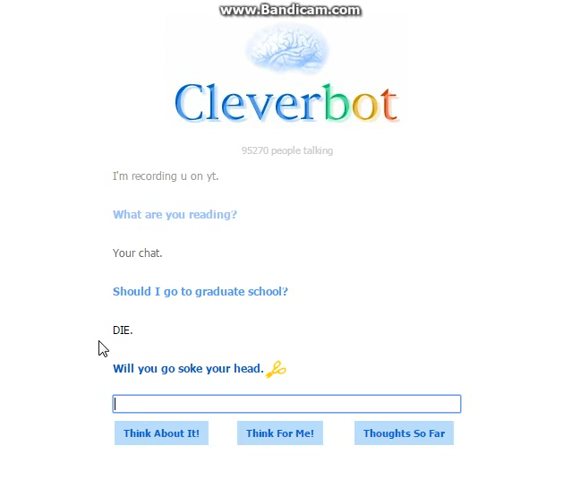 www.Bandicam.com
Cleverbot
95270 people talking
I'm recording u on yt.
What are you reading?
Your chat.
Should I go to graduate school?
DIE.
Will you go soke your head.
Think About It!
Think For Me!
Thoughts So Far